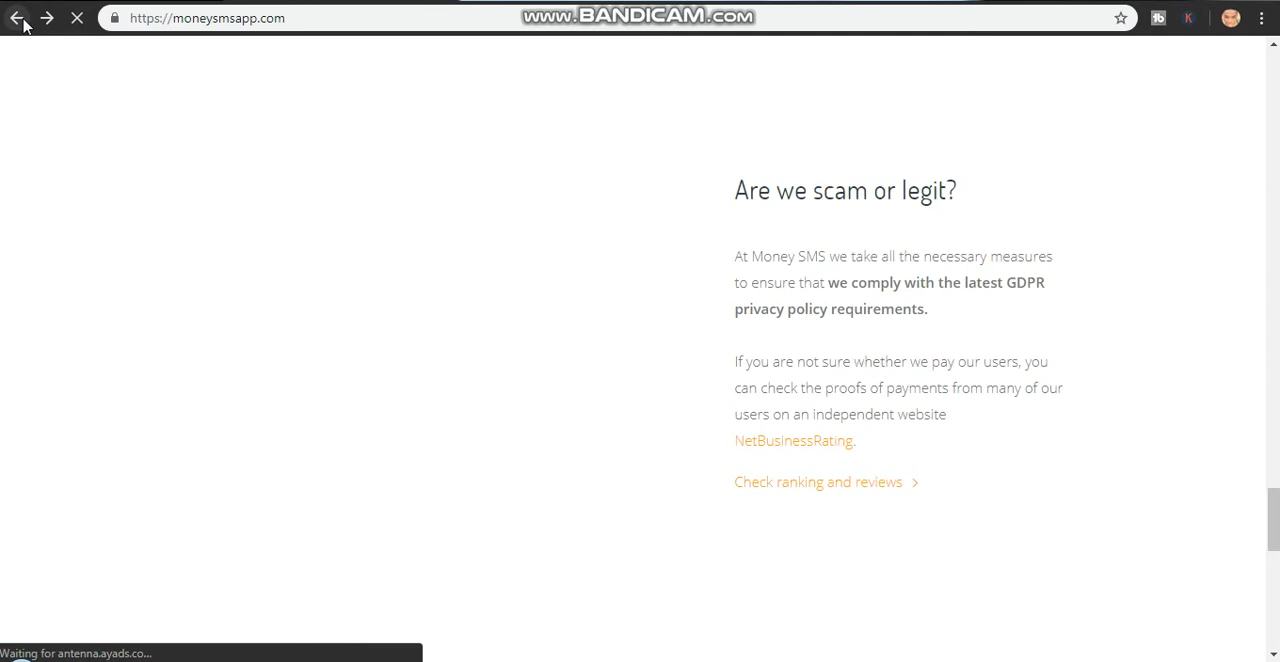 https://moneysmsapp.com
www.BANDICAM.com
Are we scam or legit?
At Money SMS we take all the necessary measures
to ensure that we comply with the latest GDPR
privacy policy requirements.
If you are not sure whether we pay our users, you
can check the proofs of payments from many of our
users on an independent website
NetBusinessRating.
Check ranking and reviews >
Waiting for antenna.ayads.co...